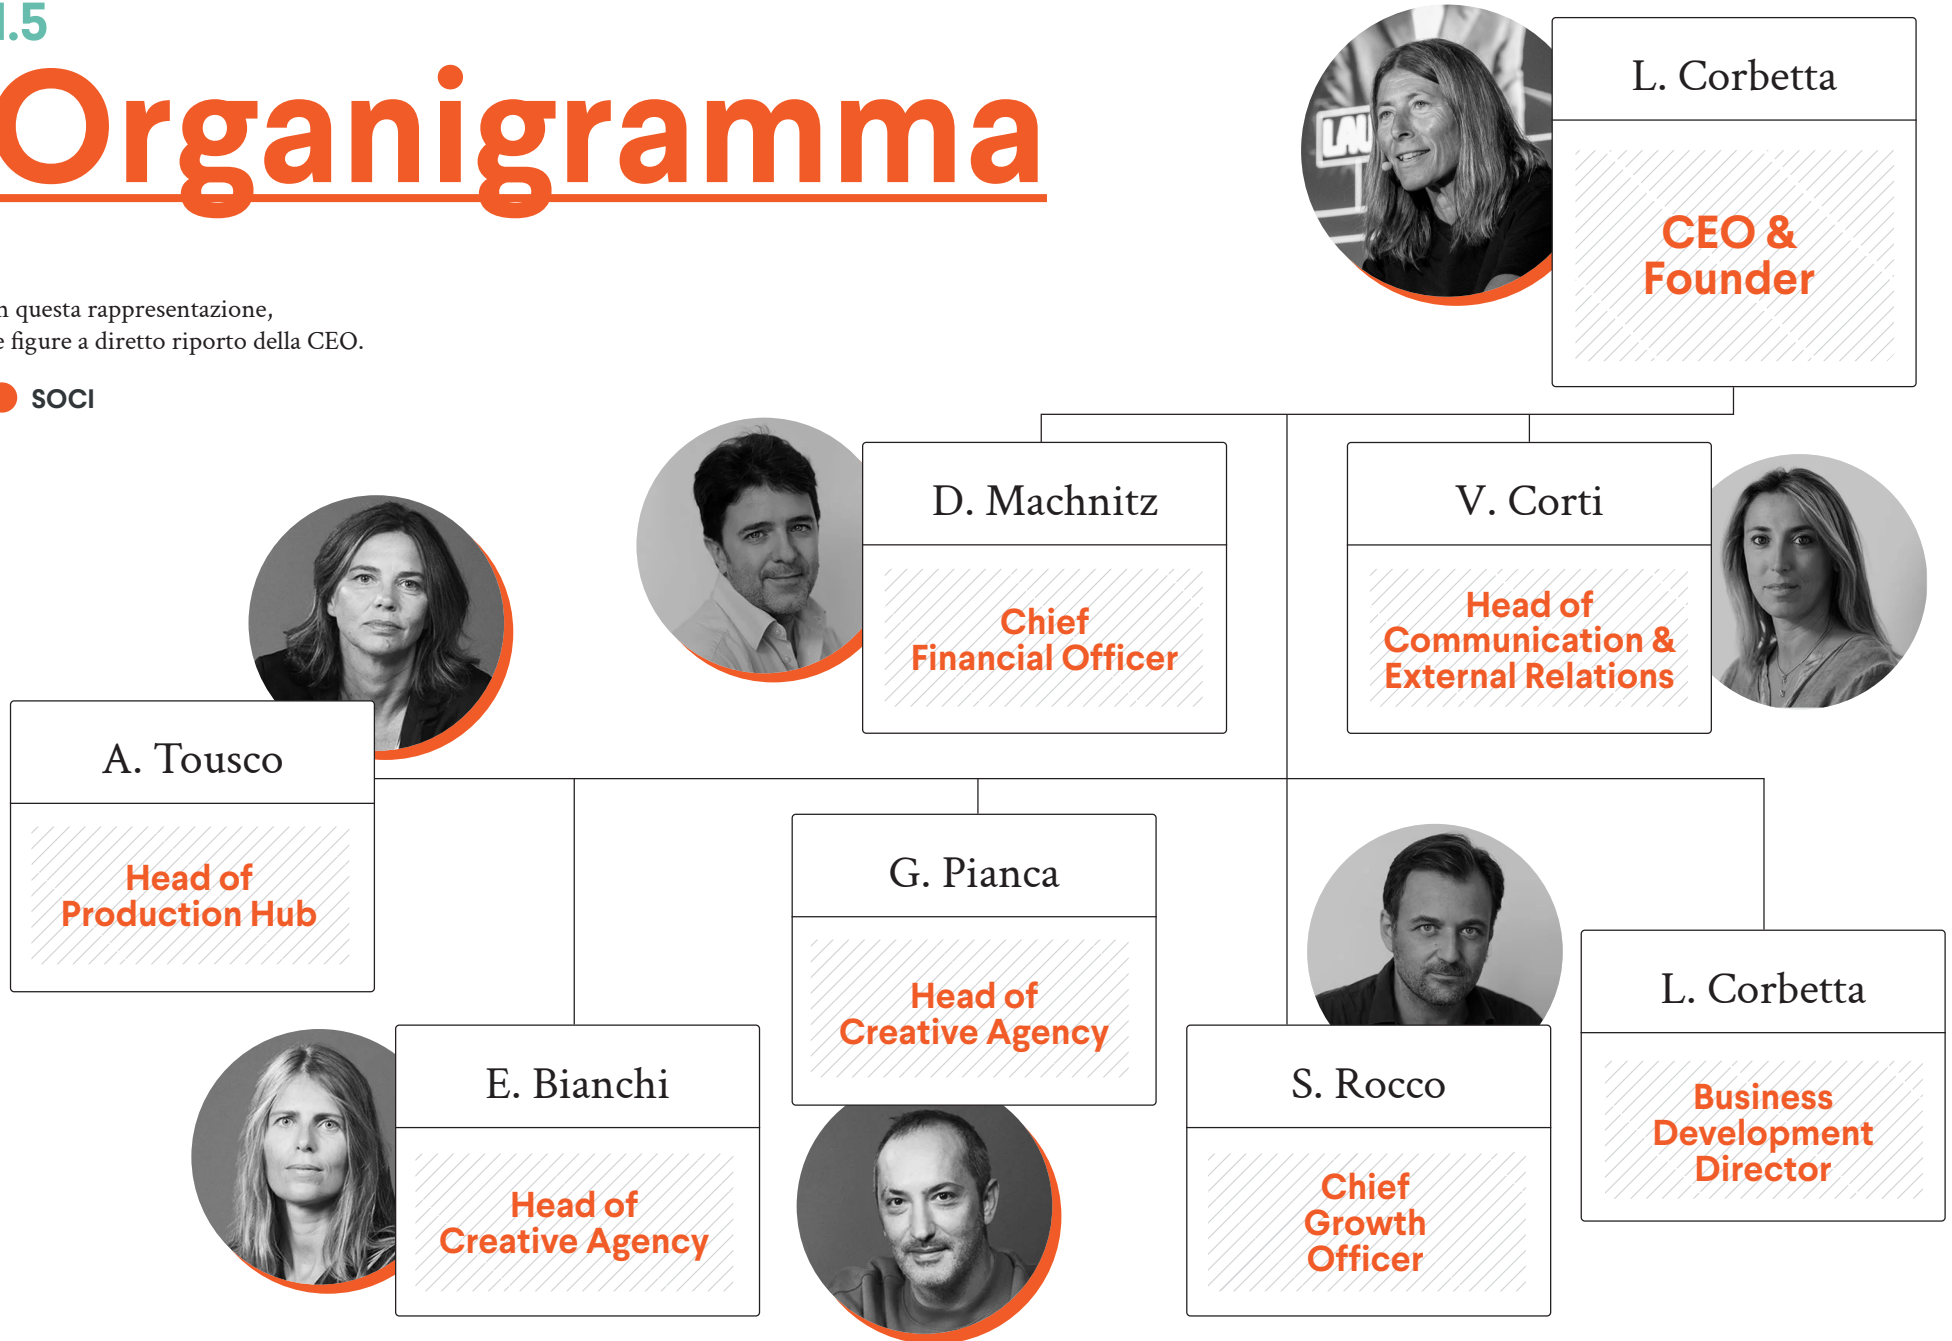 1.5
Organigramma
n questa rappresentazione,
e figure a diretto riporto della CEO.
SOCI
LAU
L. Corbetta
CEO &
Founder
D. Machnitz
Chief
Financial Officer
V. Corti
Head of
Communication &
External Relations
A. Tousco
Head of
Production Hub
G. Pianca
Head of
Creative Agency
E. Bianchi
Head of
Creative Agency
S. Rocco
Chief
Growth
Officer
L. Corbetta
Business
Development
Director